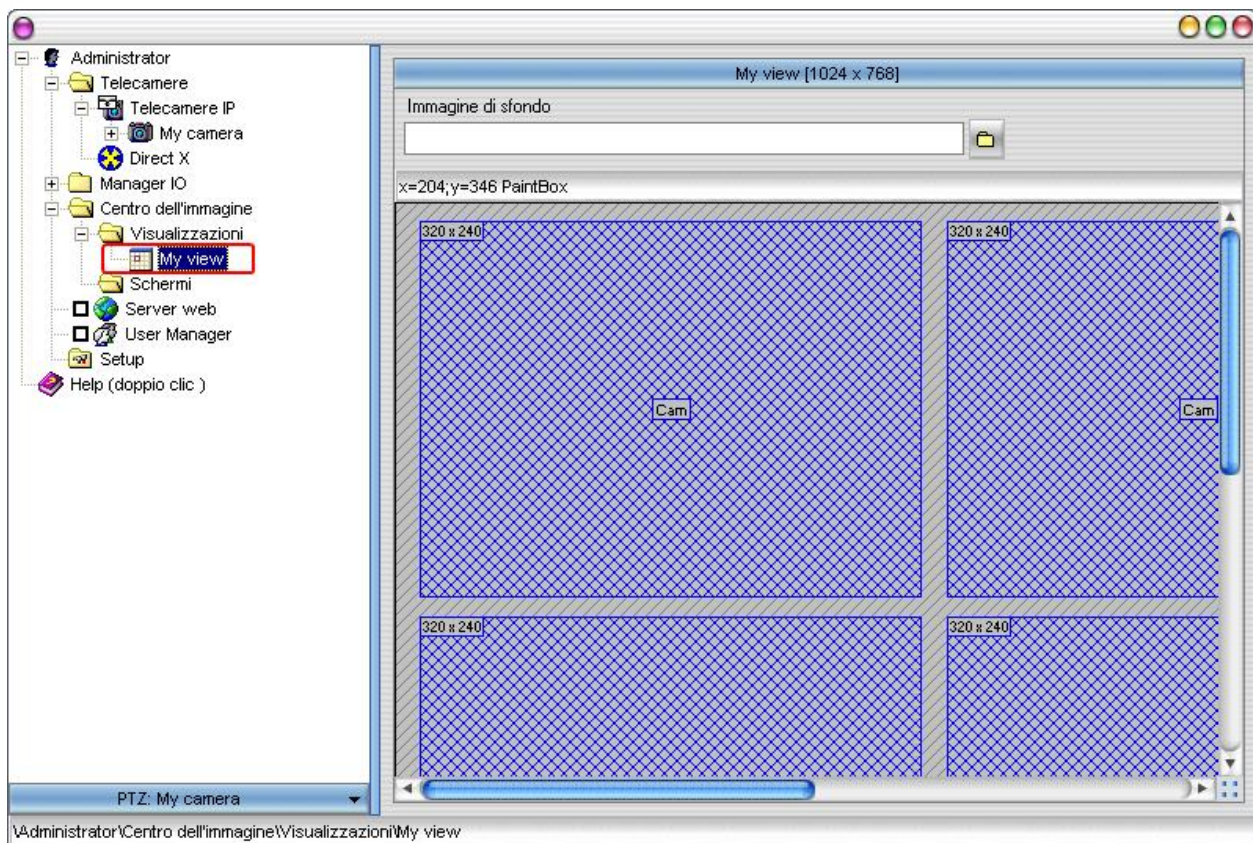 Administrator
Telecamere
Telecamere IP
My camera
Direct X
Manager IO
Centro dell'immagine
Visualizzazioni
My view
Schermi
Server web
User Manager
Setup
Help (doppio clic )
PTZ: My camera
My view [1024 x 768]
Immagine di sfondo
x=204;y=346 PaintBox
320 x 240
320 x 240
Cam
Cam
320 x 240
320 x 240
\Administrator\Centro dell'immagine\Visualizzazioni\My view